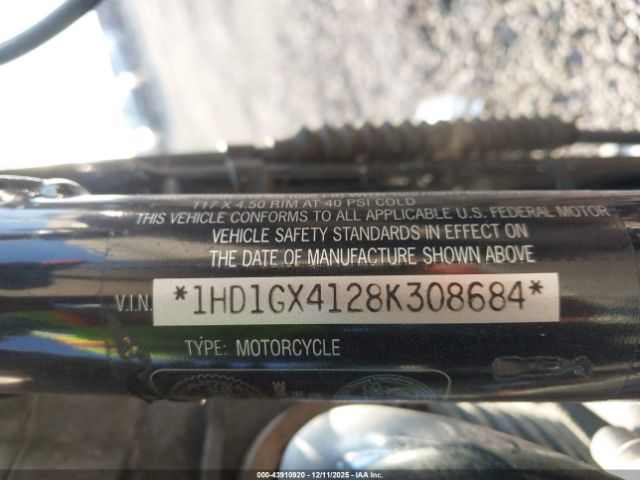 T17 X 4.50 RIM AT 40 PSI COLD
THIS VEHICLE CONFORMS TO ALL APPLICABLE U.S. FEDERAL MOTOR
VEHICLE SAFETY STANDARDS IN EFFECT ON
THE DATE OF MANUFACTURE SHOWN ABOVE
V.I.N. *1HD1GX4128K308684*
TYPE: MOTORCYCLE
000-43910920 - 12/11/2025 - IAA Inc.